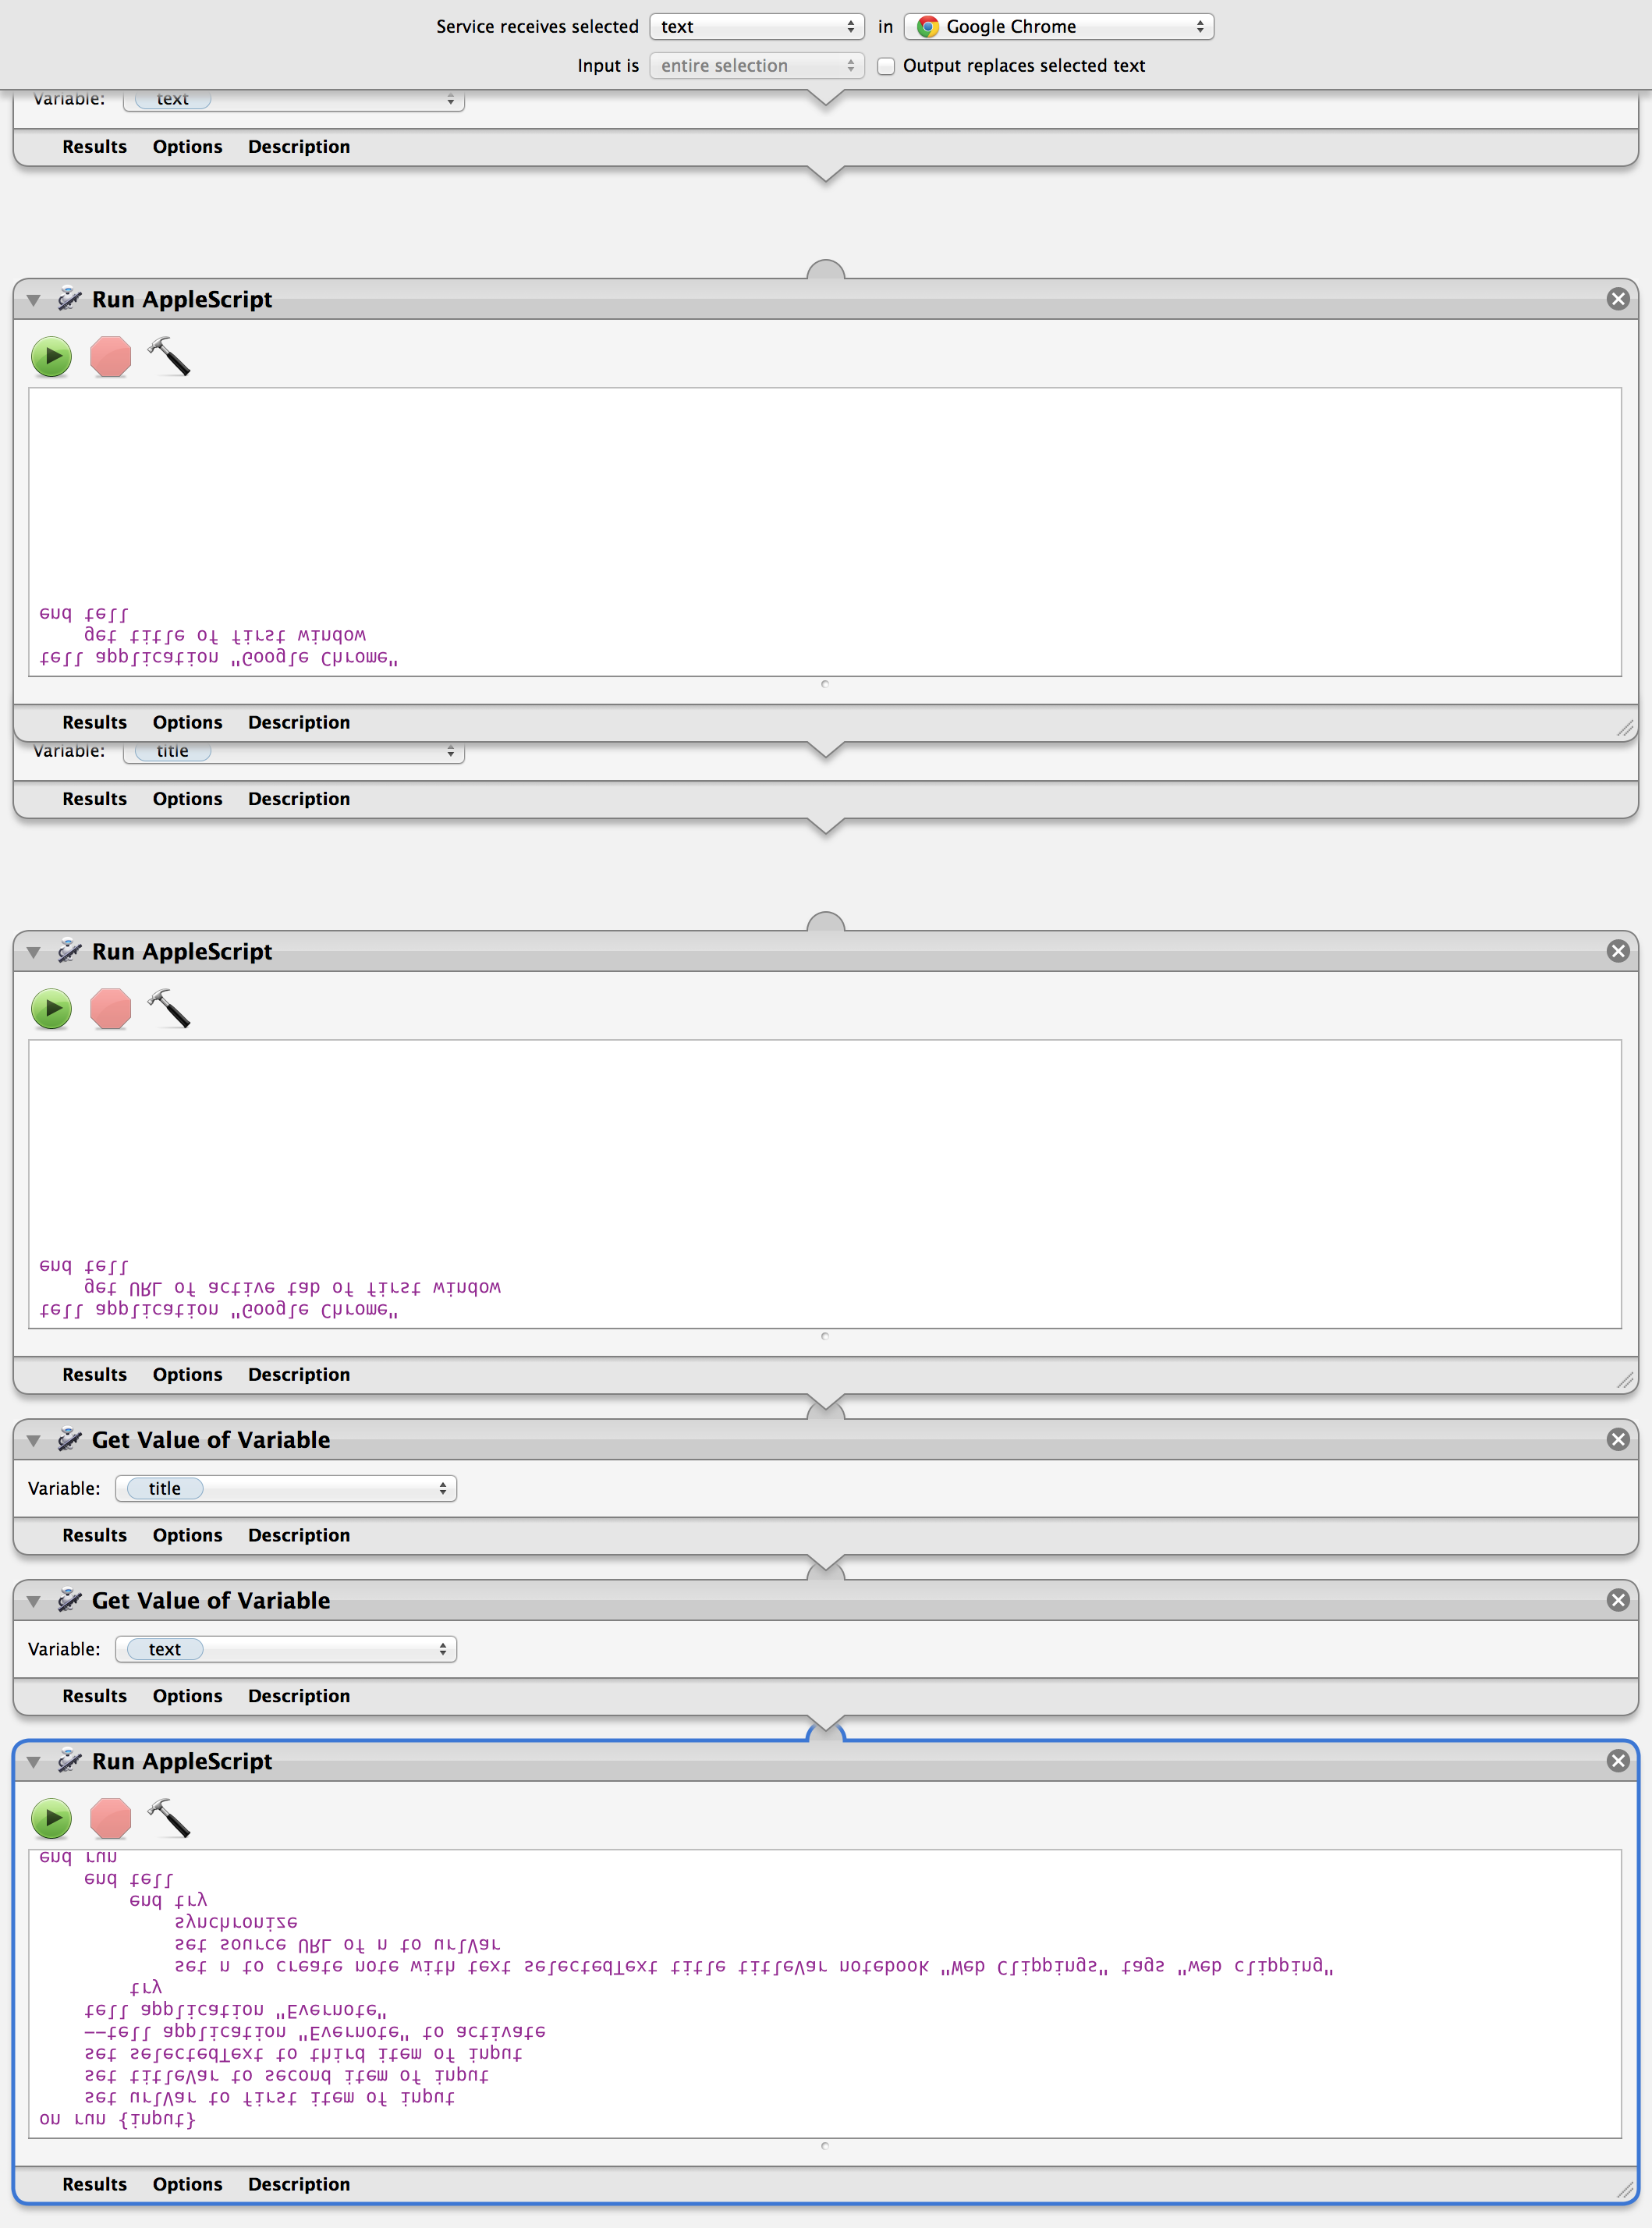 Service receives selected text in Google Chrome
Input is entire selection Output replaces selected text
Variable: text
Results Options Description
Run AppleScript
tell application "Google Chrome"
get title of first window
end tell
Results Options Description
Variable: title
Results Options Description
Run AppleScript
tell application "Google Chrome"
get URL of active tab of first window
end tell
Results Options Description
Get Value of Variable
Variable: title
Results Options Description
Get Value of Variable
Variable: text
Results Options Description
Run AppleScript
on run {input}
set urlVar to first item of input
set titleVar to second item of input
set selectedText to third item of input
--tell application "Evernote" to activate
tell application "Evernote"
try
set n to create note with text selectedText title titleVar notebook "Web Clippings" tags "web clipping"
set source URL of n to urlVar
synchronize
end try
end tell
end run
Results Options Description